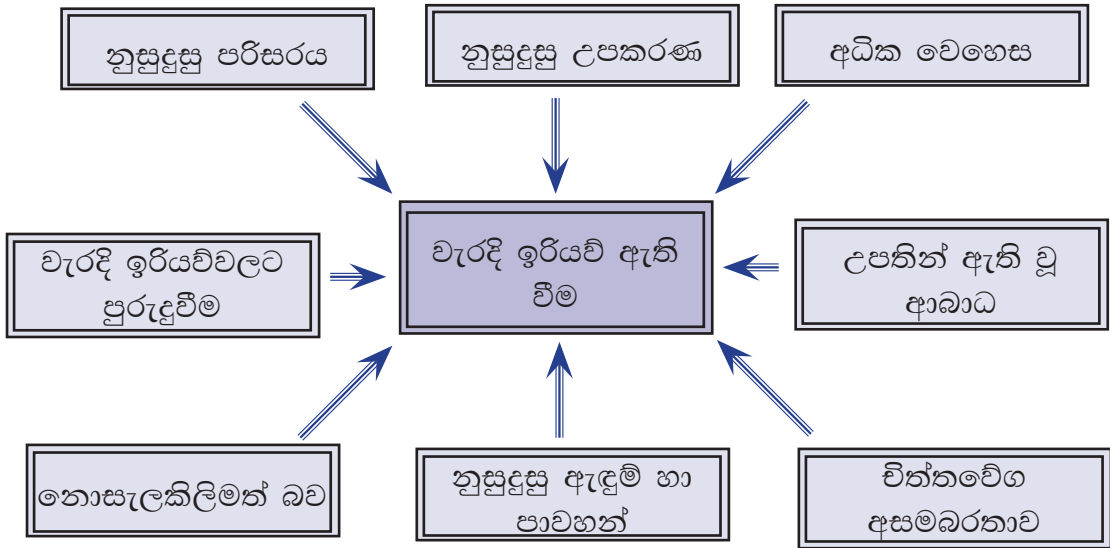 නුසුදුසු පරිසරය
නුසුදුසු උපකරණ
අධික වෙහෙස
වැරදි ඉරියව්වලට
පුරුදුවීම
වැරදි ඉරියව් ඇති
වීම
උපතින් ඇති වූ
ආබාධ
නොසැලකිලිමත් බව
නුසුදුසු ඇඳුම් හා
පාවහන්
චිත්තවේග
අසමබරතාව